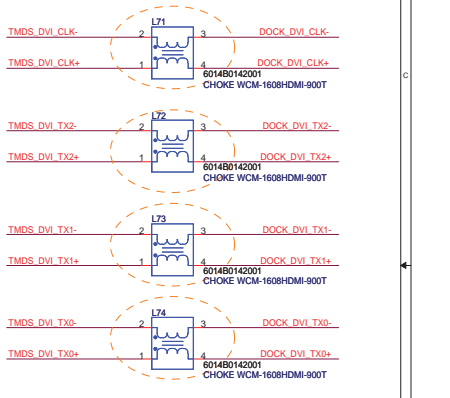 L71
TMDS_DVI_CLK- 2 3 DOCK_DVI_CLK-
TMDS_DVI_CLK+ 1 4 DOCK_DVI_CLK+
6014B0142001
CHOKE WCM-1608HDMI-900T
C
L72
TMDS_DVI_TX2- 2 3 DOCK_DVI_TX2-
TMDS_DVI_TX2+ 1 4 DOCK_DVI_TX2+
6014B0142001
CHOKE WCM-1608HDMI-900T
L73
TMDS_DVI_TX1- 2 3 DOCK_DVI_TX1-
TMDS_DVI_TX1+ 1 4 DOCK_DVI_TX1+
6014B0142001
CHOKE WCM-1608HDMI-900T
L74
TMDS_DVI_TX0- 2 3 DOCK_DVI_TX0-
TMDS_DVI_TX0+ 1 4 DOCK_DVI_TX0+
6014B0142001
CHOKE WCM-1608HDMI-900T